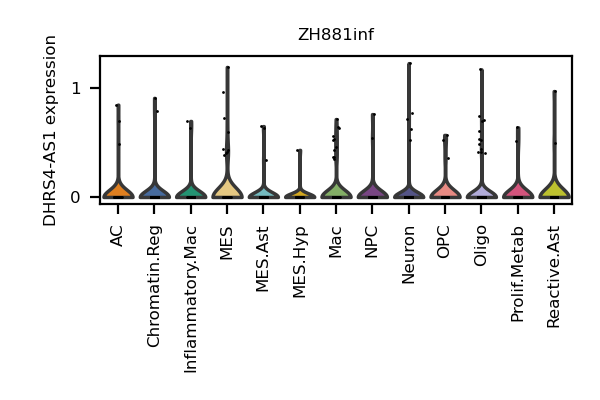 ZH881inf
DHRS4-AS1 expression
1
0
AC
Chromatin.Reg
Inflammatory.Mac
MES
MES.Ast
MES.Hyp
Mac
NPC
Neuron
OPC
Oligo
Prolif.Metab
Reactive.Ast